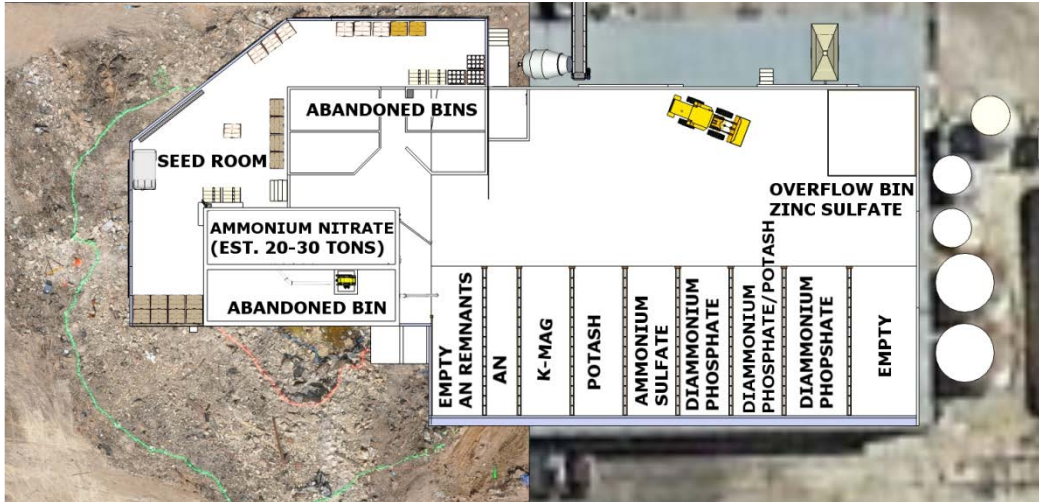 ABANDONED BINS
SEED ROOM
OVERFLOW BIN
ZINC SULFATE
AMMONIUM NITRATE
(EST. 20-30 TONS)
ABANDONED BIN
EMPTY
AN REMNANTS
AN
K-MAG
POTASH
AMMONIUM
SULFATE
DIAMMONIUM
PHOSPHATE
DIAMMONIUM
PHOSPHATE/POTASH
DIAMMONIUM
PHOPSHATE
EMPTY